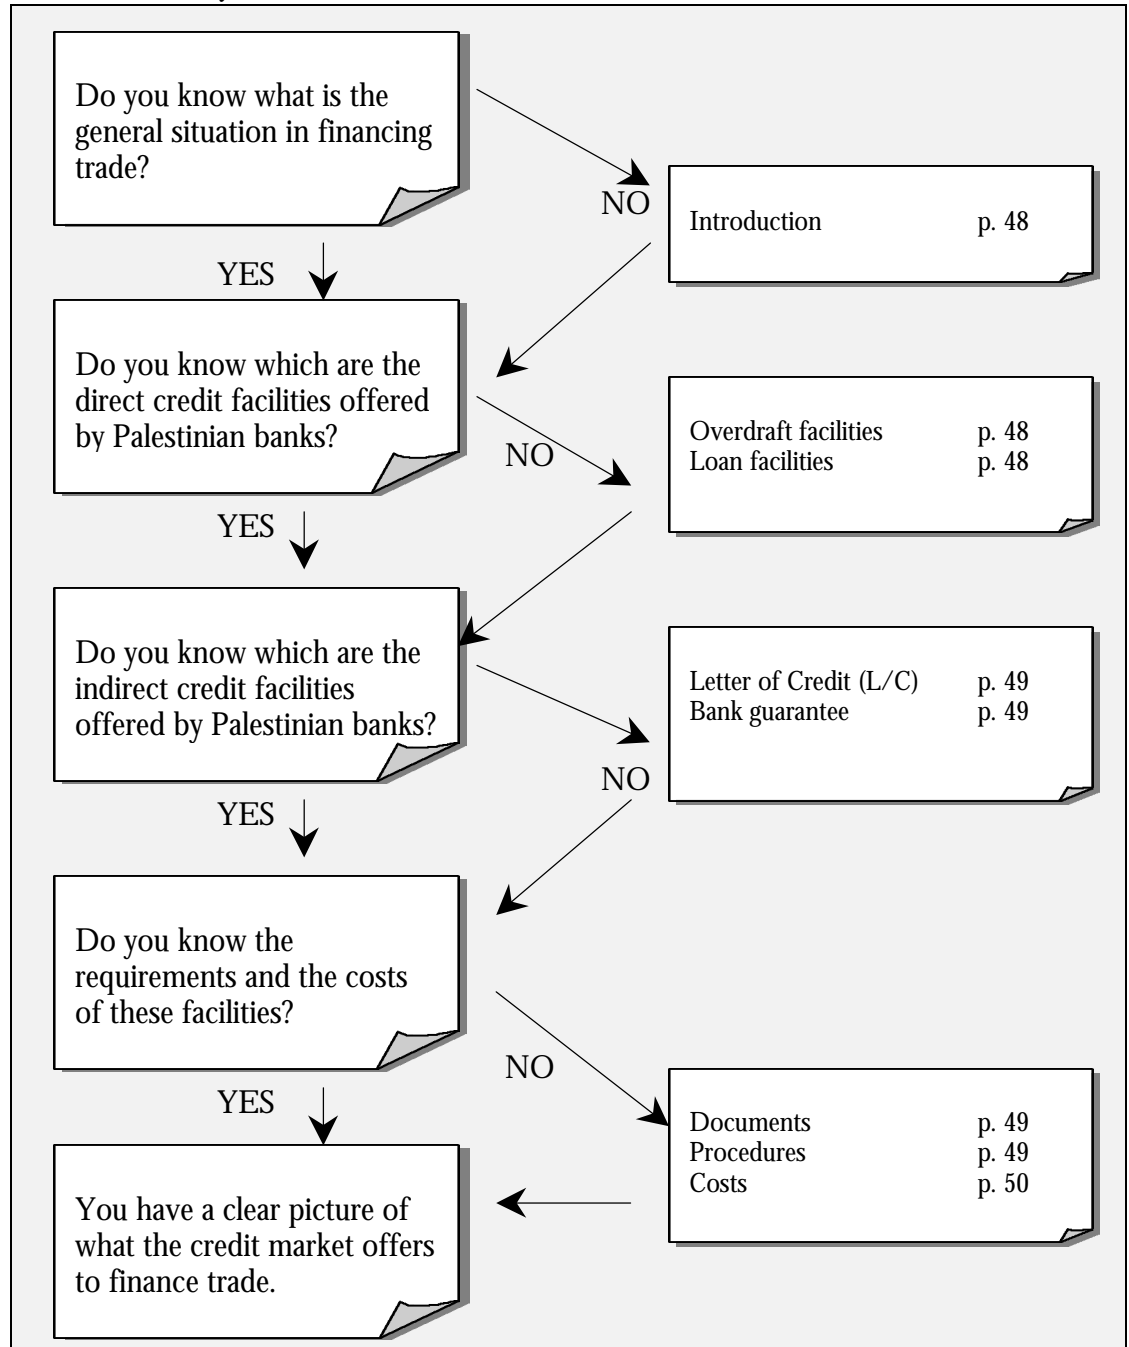 Do you know what is the
general situation in financing
trade?
NO
Introduction p. 48
YES
Do you know which are the
direct credit facilities offered
by Palestinian banks?
NO
Overdraft facilities p. 48
Loan facilities p. 48
YES
Do you know which are the
indirect credit facilities
offered by Palestinian banks?
NO
Letter of Credit (L/C) p. 49
Bank guarantee p. 49
YES
Do you know the
requirements and the costs
of these facilities?
NO
Documents p. 49
Procedures p. 49
Costs p. 50
YES
You have a clear picture of
what the credit market offers
to finance trade.